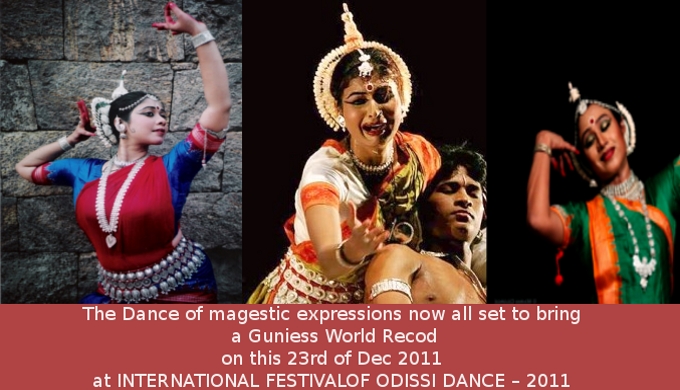 The Dance of magestic expressions now all set to bring
a Guniess World Recod
on this 23rd of Dec 2011
at INTERNATIONAL FESTIVALOF ODISSI DANCE – 2011